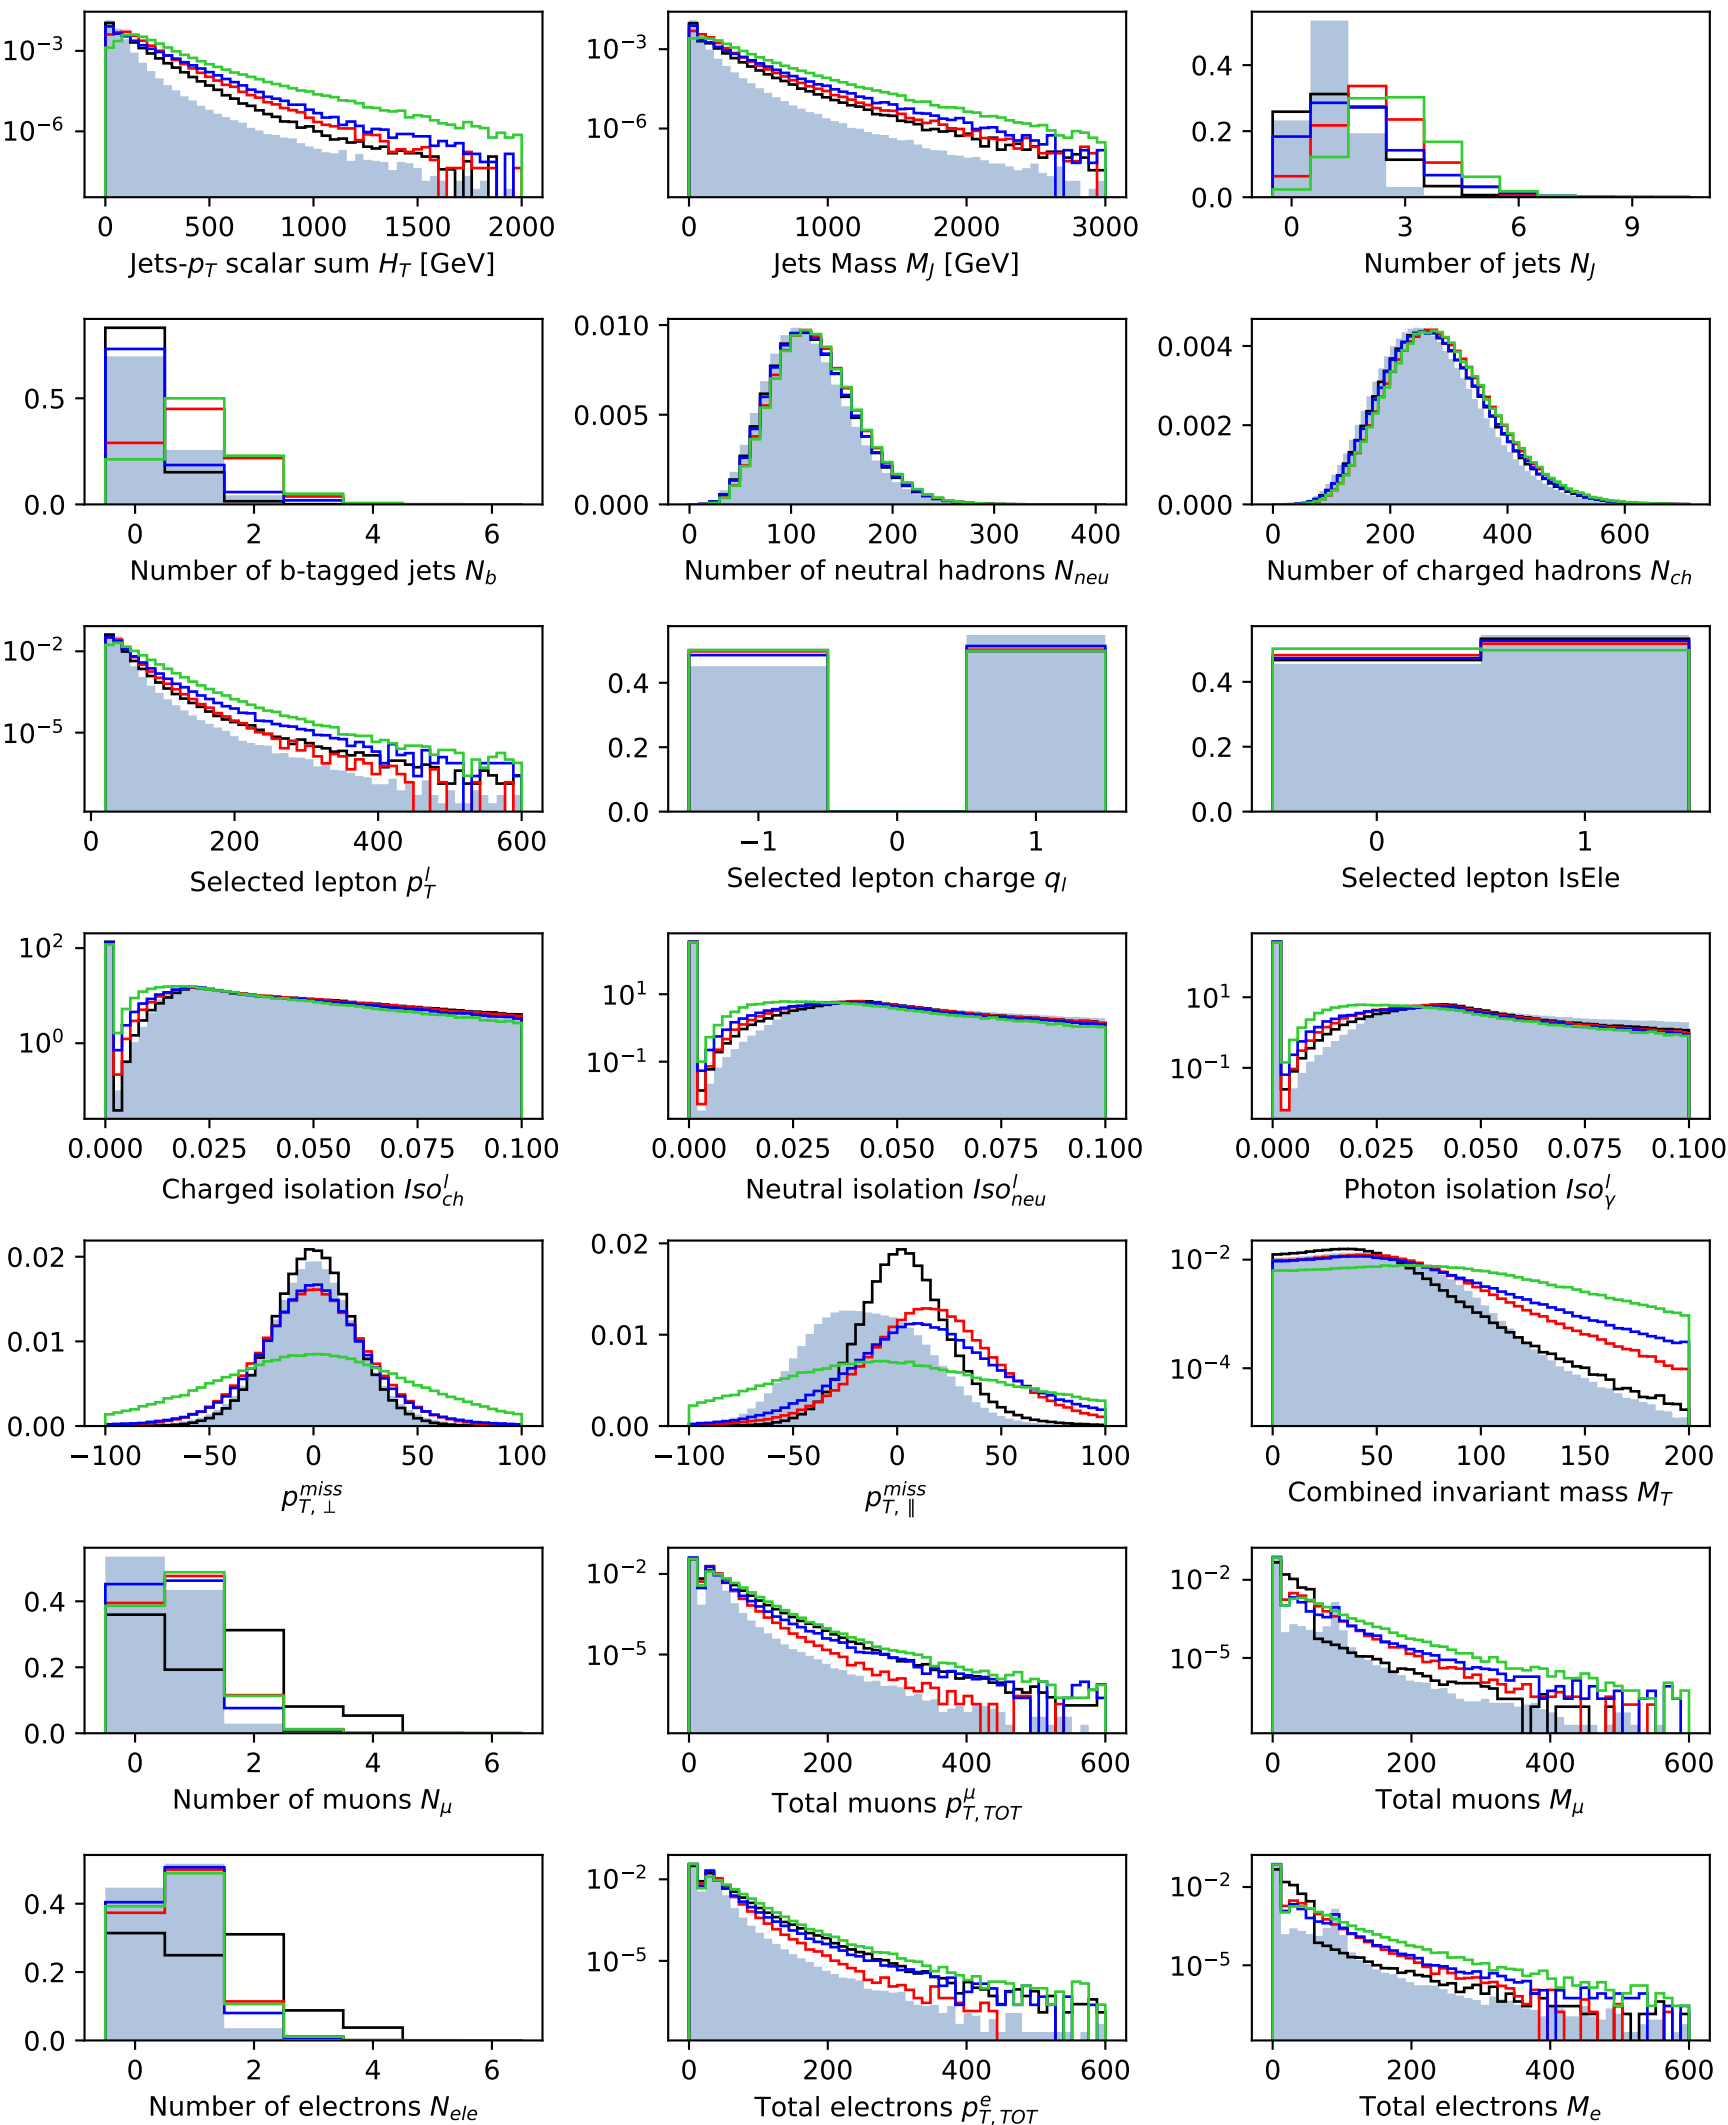 10⁻³
10⁻⁶
0 500 1000 1500 2000
Jets-p_T scalar sum H_T [GeV]
10⁻³
10⁻⁶
0 1000 2000 3000
Jets Mass M_J [GeV]
0.4
0.2
0.0
0 3 6 9
Number of jets N_J
0.5
0.0
0 2 4 6
Number of b-tagged jets N_b
0.010
0.005
0.000
0 100 200 300 400
Number of neutral hadrons N_neu
0.004
0.002
0.000
0 200 400 600
Number of charged hadrons N_ch
10⁻²
10⁻⁵
0 200 400 600
Selected lepton p_T^l
0.4
0.2
0.0
−1 0 1
Selected lepton charge q_l
0.4
0.2
0.0
0 1
Selected lepton IsEle
10²
10⁰
0.000 0.025 0.050 0.075 0.100
Charged isolation Iso_ch^l
10¹
10⁻¹
0.000 0.025 0.050 0.075 0.100
Neutral isolation Iso_neu^l
10¹
10⁻¹
0.000 0.025 0.050 0.075 0.100
Photon isolation Iso_γ^l
0.02
0.01
0.00
−100 −50 0 50 100
p_{T, ⊥}^{miss}
0.02
0.01
0.00
−100 −50 0 50 100
p_{T, ∥}^{miss}
10⁻²
10⁻⁴
0 50 100 150 200
Combined invariant mass M_T
0.4
0.2
0.0
0 2 4 6
Number of muons N_μ
10⁻²
10⁻⁵
0 200 400 600
Total muons p_{T, TOT}^μ
10⁻²
10⁻⁵
0 200 400 600
Total muons M_μ
0.4
0.2
0.0
0 2 4 6
Number of electrons N_ele
10⁻²
10⁻⁵
0 200 400 600
Total electrons p_{T, TOT}^e
10⁻²
10⁻⁵
0 200 400 600
Total electrons M_e